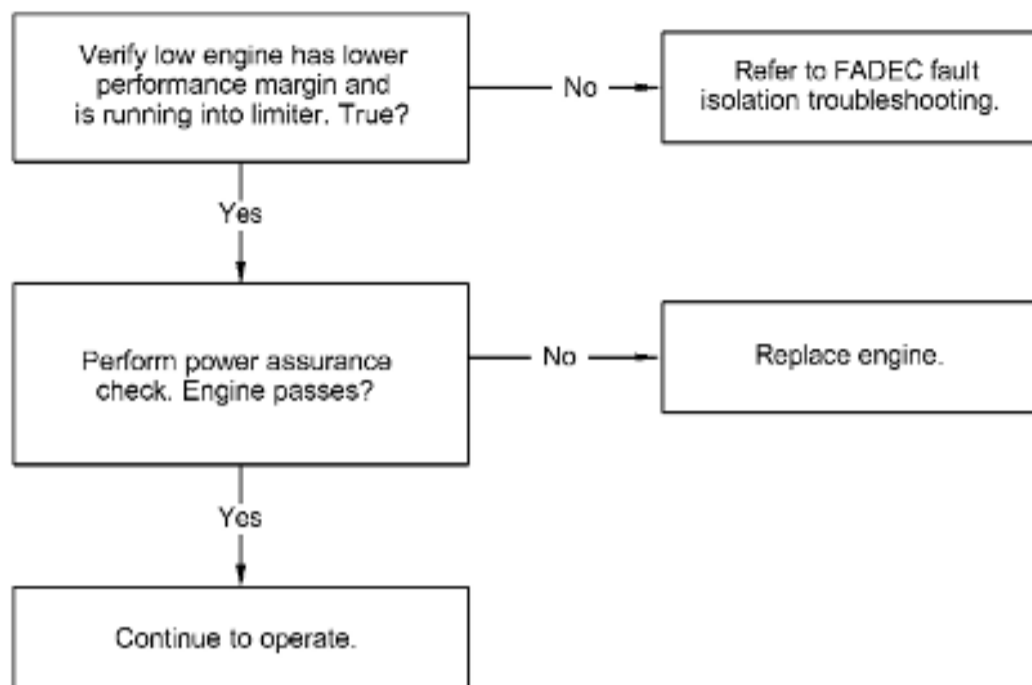 Verify low engine has lower
performance margin and
is running into limiter. True?
No
Refer to FADEC fault
isolation troubleshooting.
Yes
Perform power assurance
check. Engine passes?
No
Replace engine.
Yes
Continue to operate.